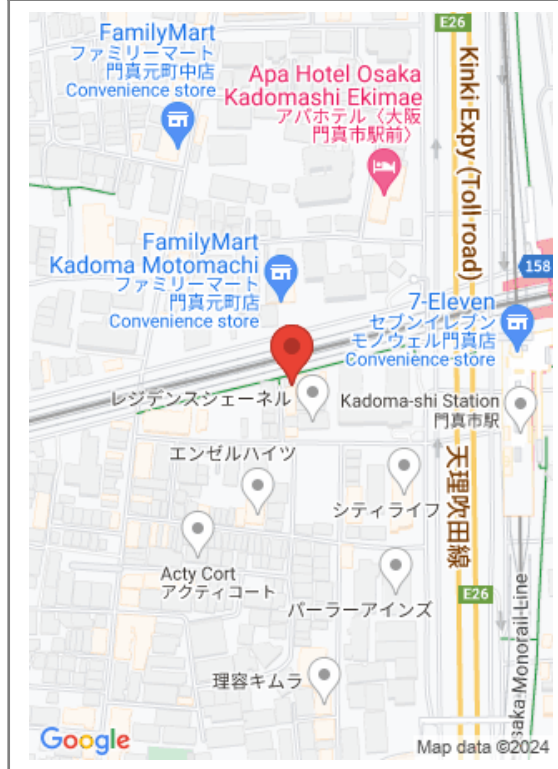 E26
FamilyMart
ファミリーマート
門真元町中店
Convenience store
Apa Hotel Osaka
Kadomashi Ekimae
アパホテル〈大阪
門真市駅前〉
Kinki Expy (Toll road)
FamilyMart
Kadoma Motomachi
ファミリーマート
門真元町店
Convenience store
158
7-Eleven
セブンイレブン
モノウェル門真店
Convenience store
レジデンスシェーネル
Kadoma-shi Station
門真市駅
エンゼルハイツ
シティライフ
天理吹田線
Acty Cort
アクティコート
パーラーアインズ
E26
saka Monorail Line
理容キムラ
Google
Map data ©2024